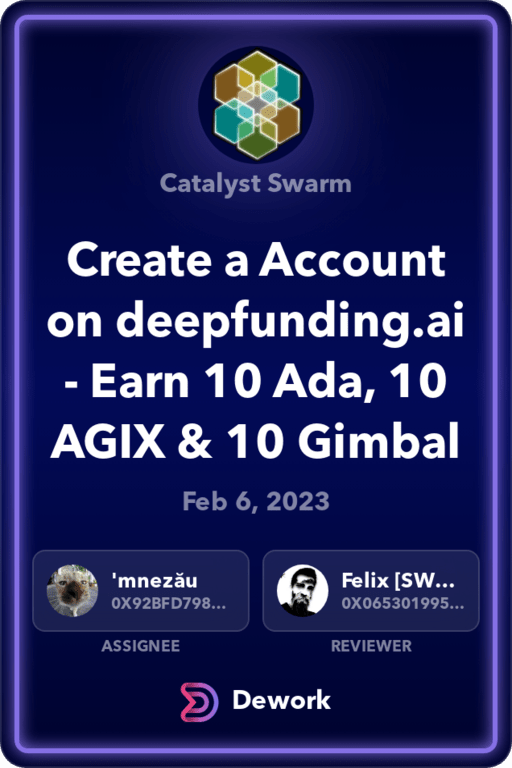 Catalyst Swarm
Create a Account
on deepfunding.ai
- Earn 10 Ada, 10
AGIX & 10 Gimbal
Feb 6, 2023
'mnezău
0X92BFD798...
Felix [SW...
0X065301995...
ASSIGNEE
REVIEWER
Dework